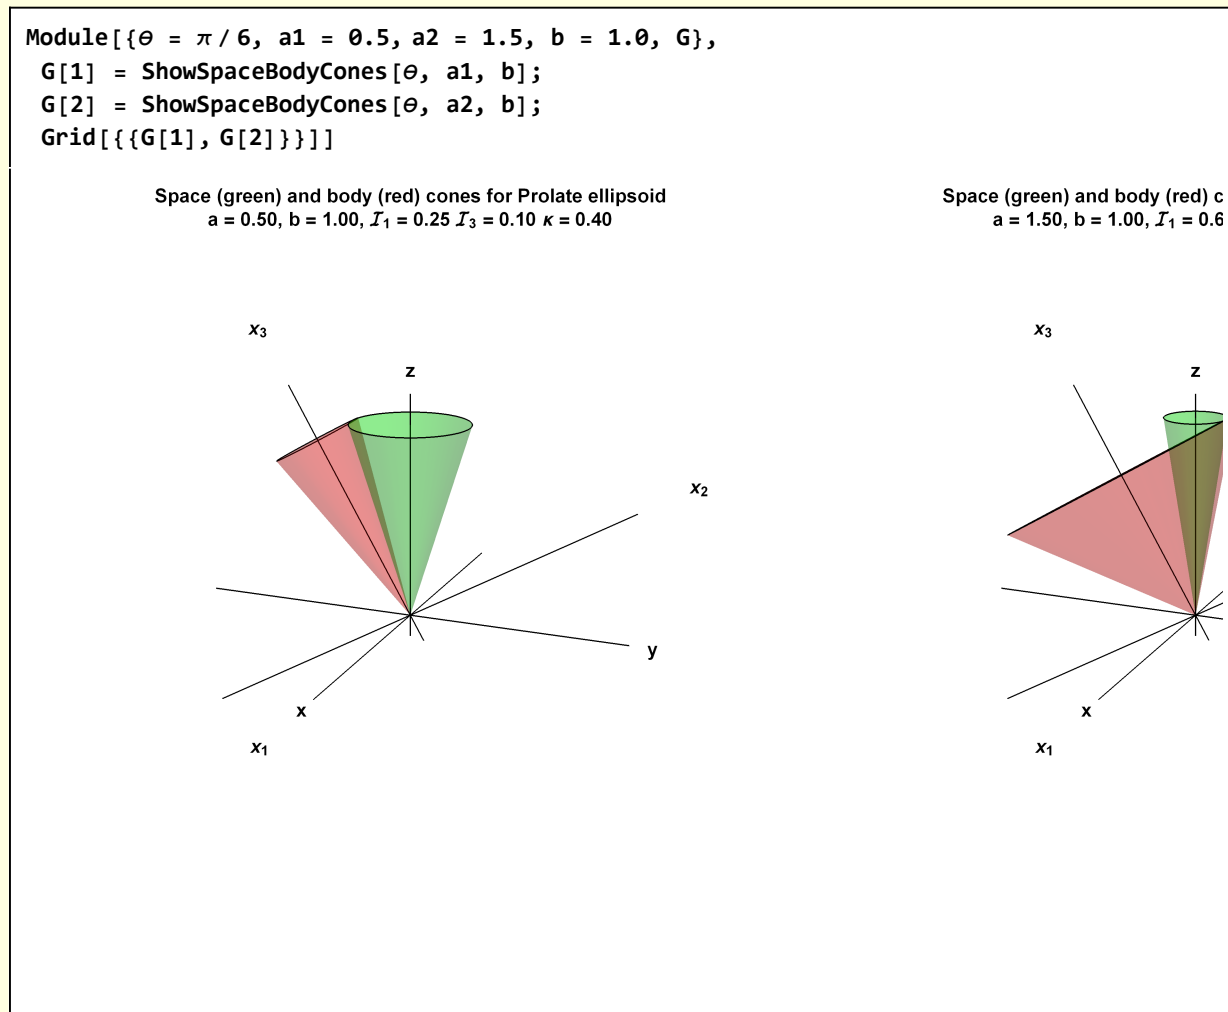 Module[{θ = π / 6, a1 = 0.5, a2 = 1.5, b = 1.0, G},
G[1] = ShowSpaceBodyCones[θ, a1, b];
G[2] = ShowSpaceBodyCones[θ, a2, b];
Grid[{{G[1], G[2]}}]]
Space (green) and body (red) cones for Prolate ellipsoid
a = 0.50, b = 1.00, ℐ₁ = 0.25 ℐ₃ = 0.10 κ = 0.40
x₃
z
x₂
y
x
x₁
Space (green) and body (red) c
a = 1.50, b = 1.00, ℐ₁ = 0.6
x₃
z
x
x₁